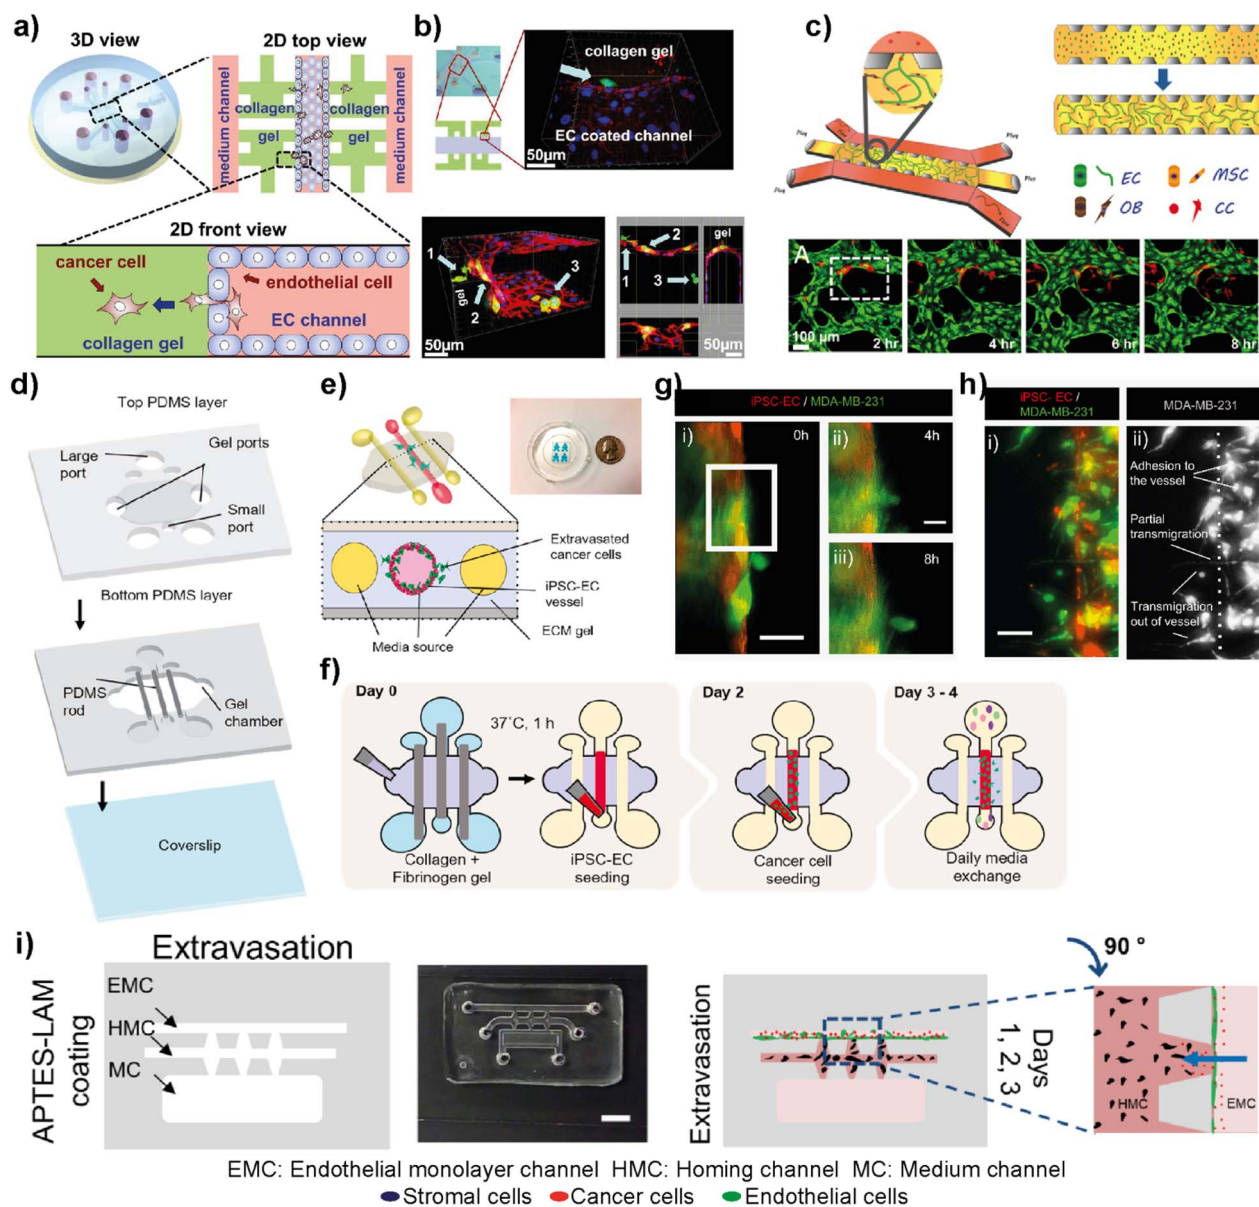 a)
3D view
2D top view
medium channel
collagen
gel
collagen
gel
medium channel
2D front view
cancer cell
endothelial cell
EC channel
collagen gel
b)
collagen gel
EC coated channel
50µm
1
2
3
gel
50µm
2
1
3
gel
50µm
c)
Plug
Plug
Plug
Plug
EC
MSC
OB
CC
A
100 µm
2 hr
4 hr
6 hr
8 hr
d)
Top PDMS layer
Gel ports
Large
port
Small
port
Bottom PDMS layer
PDMS
rod
Gel
chamber
Coverslip
e)
Extravasated
cancer cells
iPSC-EC
vessel
ECM gel
Media source
f)
Day 0
37°C, 1 h
Collagen +
Fibrinogen gel
iPSC-EC
seeding
Day 2
Cancer cell
seeding
Day 3 - 4
Daily media
exchange
g)
iPSC-EC / MDA-MB-231
i)
0h
ii)
4h
iii)
8h
h)
iPSC- EC /
MDA-MB-231
i)
MDA-MB-231
ii)
Adhesion to
the vessel
Partial
transmigration
Transmigration
out of vessel
i)
Extravasation
APTES-LAM
coating
EMC
HMC
MC
Extravasation
Days
1, 2, 3
90 °
HMC
EMC
EMC: Endothelial monolayer channel HMC: Homing channel MC: Medium channel
Stromal cells Cancer cells Endothelial cells